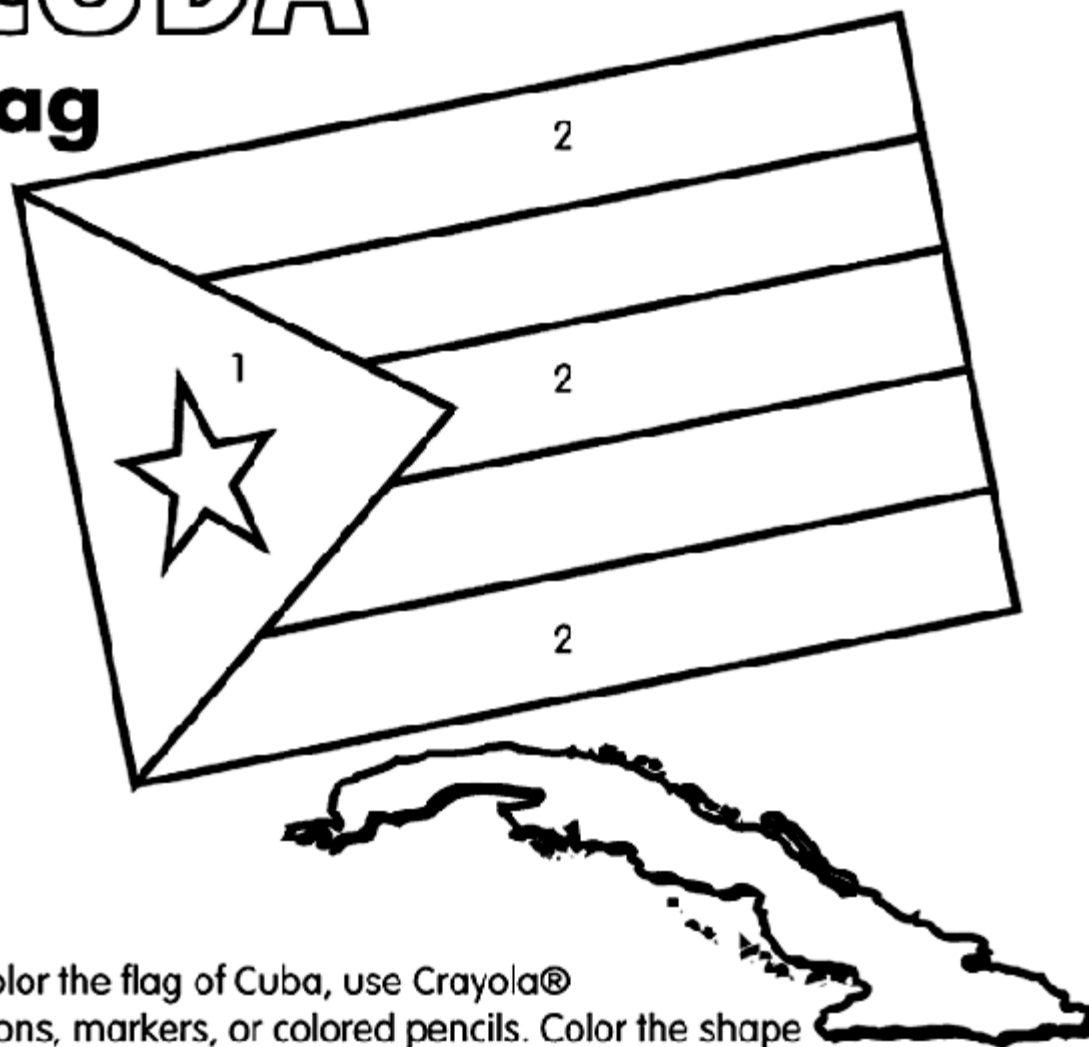 CUBA
ag
2
1
2
2
olor the flag of Cuba, use Crayola®
ons, markers, or colored pencils. Color the shape